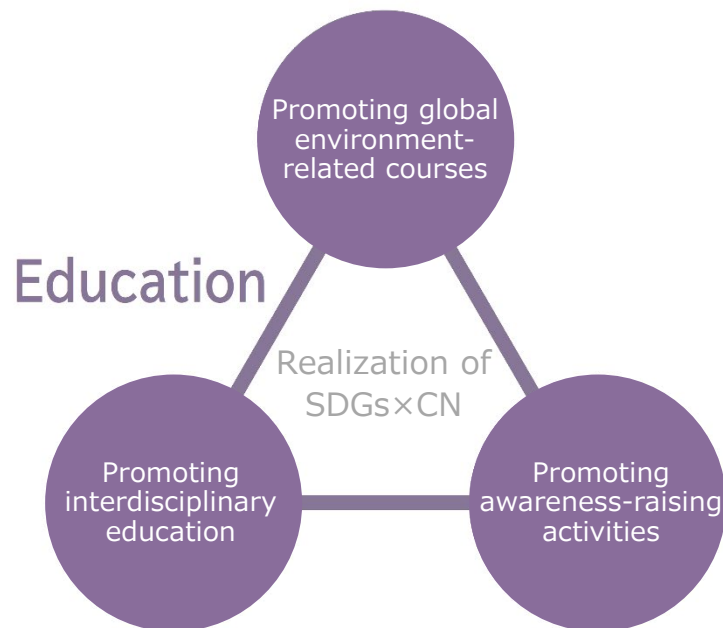 Promoting global
environment-
related courses
Education
Realization of
SDGs×CN
Promoting
interdisciplinary
education
Promoting
awareness-raising
activities